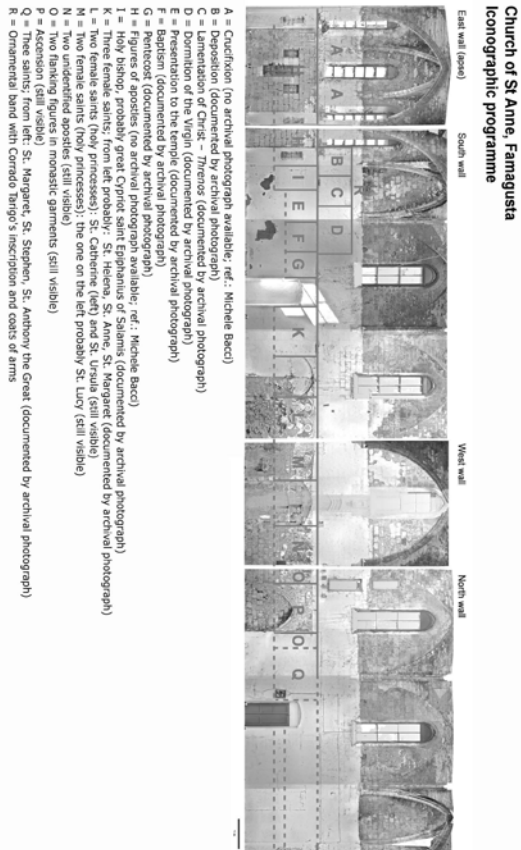 Church of St Anne, Famagusta
Iconographic programme
East wall (apse)
South wall
West wall
North wall
A
A
A
B
C
D
R
I
E
F
G
K
M
N
O
P
O
Q
A = Crucifixion (no archival photograph available; ref.: Michele Bacci)
B = Deposition (documented by archival photograph)
C = Lamentation of Christ – Threnos (documented by archival photograph)
D = Dormition of the Virgin (documented by archival photograph)
E = Presentation to the temple (documented by archival photograph)
F = Baptism (documented by archival photograph)
G = Pentecost (documented by archival photograph)
H = Figures of apostles (no archival photograph available; ref.: Michele Bacci)
I = Holy bishop, probably great Cypriot saint Epiphanius of Salamis (documented by archival photograph)
K = Three female saints; from left probably: St. Helena, St. Anne, St. Margaret (documented by archival photograph)
L = Two female saints (holy princesses): St. Catherine (left) and St. Ursula (still visible)
M = Two female saints (holy princesses): the one on the left probably St. Lucy (still visible)
N = Two unidentified apostles (still visible)
O = Two flanking figures in monastic garments (still visible)
P = Ascension (still visible)
Q = Thee saints; from left: St. Margaret, St. Stephen, St. Anthony the Great (documented by archival photograph)
R = Ornamental band with Corrado Tarigo's inscription and coats of arms